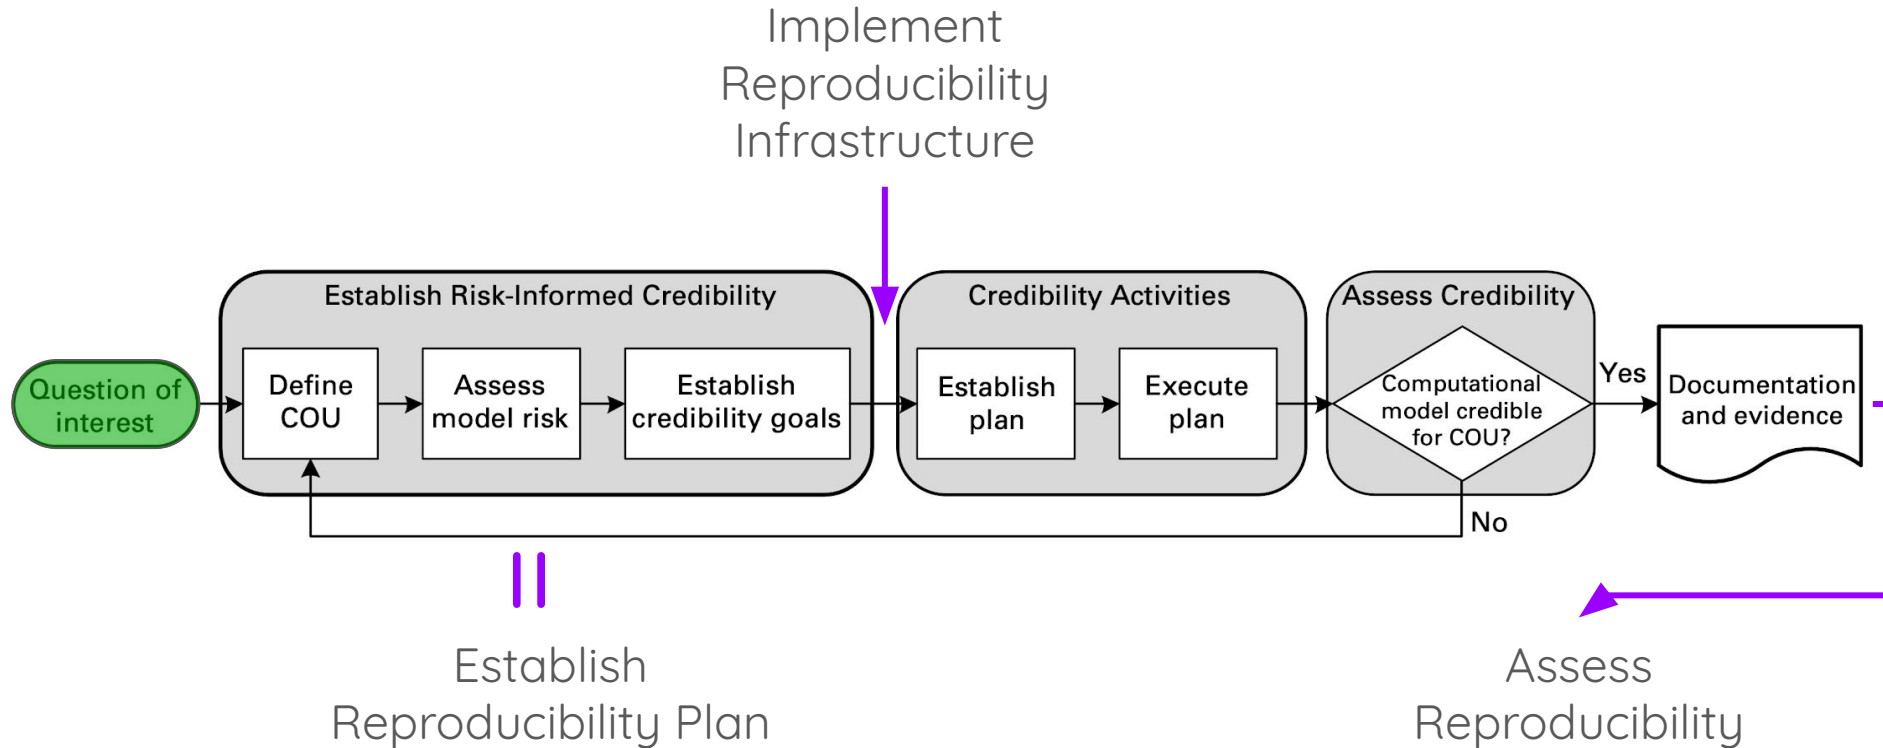 Implement
Reproducibility
Infrastructure
Establish Risk-Informed Credibility
Credibility Activities
Assess Credibility
Question of
interest
Define
COU
Assess
model risk
Establish
credibility goals
Establish
plan
Execute
plan
Computational
model credible
for COU?
Yes
Documentation
and evidence
No
Establish
Reproducibility Plan
Assess
Reproducibility